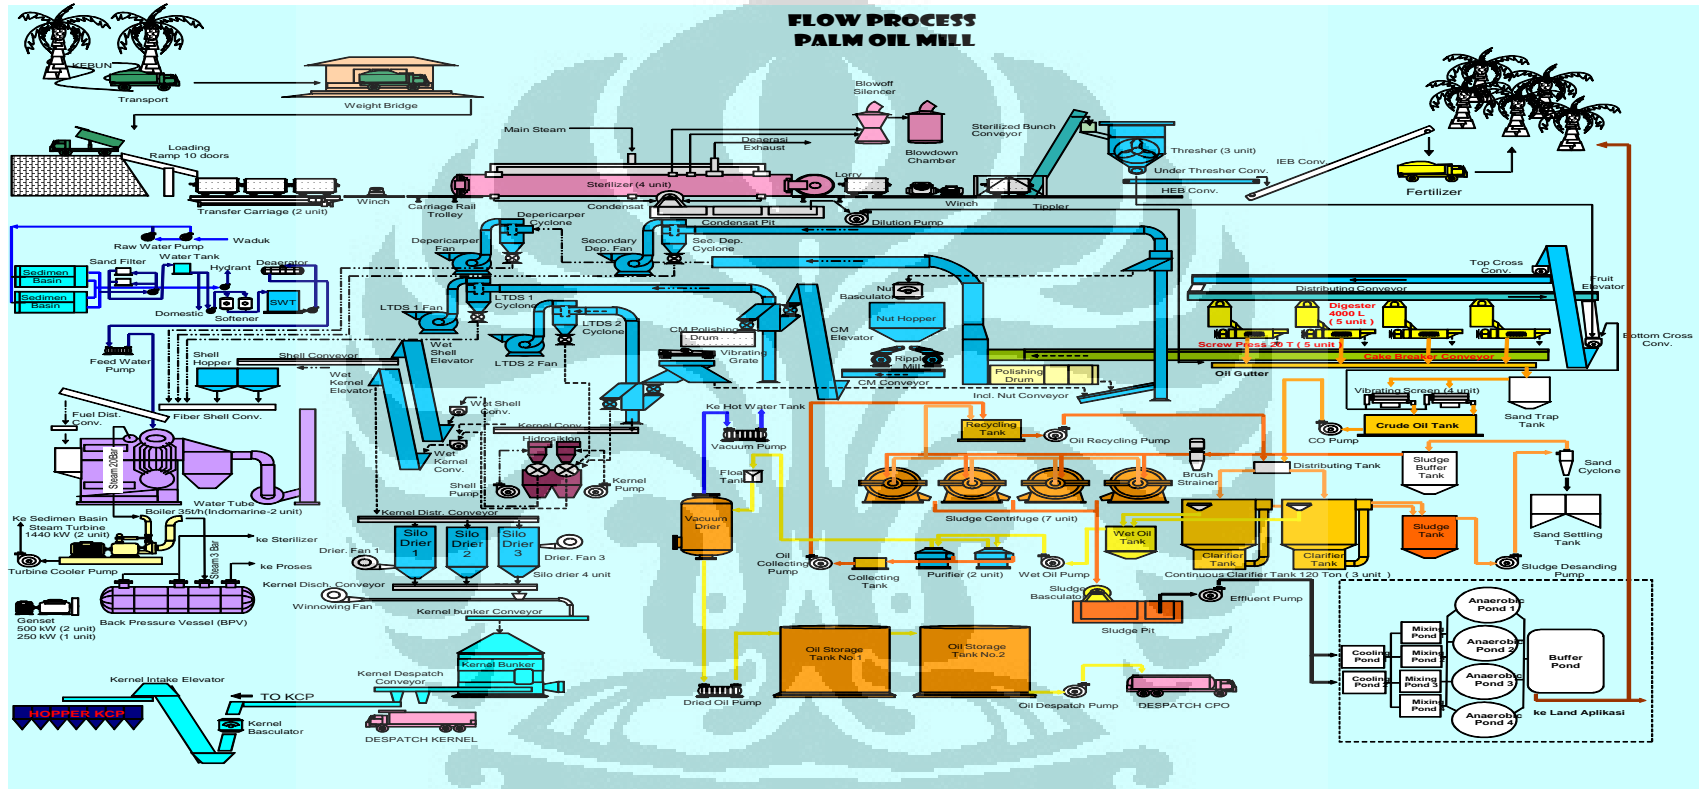 FLOW PROCESS
PALM OIL MILL
KEBUN
Transport
Weight Bridge
Loading
Ramp 10 doors
Transfer Carriage (2 unit)
Winch
Carriage Rail
Trolley
Main Steam
Sterilizer (4 unit)
Condensat
Condensat Pit
Deaerasi
Exhaust
Blowoff
Silencer
Blowdown
Chamber
Lorry
Dilution Pump
Winch
Tippler
Sterilized Bunch
Conveyor
Thresher (3 unit)
Under Thresher Conv.
HEB Conv.
IEB Conv.
Fertilizer
Waduk
Raw Water Pump
Sedimen
Basin
Sedimen
Basin
Sand Filter
Water Tank
Hydrant
Deaerator
SWT
Domestic
Softener
Feed Water
Pump
Depericarper
Cyclone
Depericarper
Fan
Secondary
Dep. Fan
Sec. Dep.
Cyclone
LTDS 1 Fan
LTDS 1
Cyclone
LTDS 2
Cyclone
LTDS 2 Fan
Wet
Shell
Elevator
CM Polishing
Drum
Vibrating
Grate
CM
Elevator
Nut
Basculator
Nut Hopper
Ripple
Mill
CM Conveyor
Polishing
Drum
Incl. Nut Conveyor
Top Cross
Conv.
Fruit
Elevator
Distributing Conveyor
Digester
4000 L
( 5 unit )
Screw Press 20 T ( 5 unit
Cake Breaker Conveyor
Oil Gutter
Bottom Cross
Conv.
Shell
Hopper
Shell Conveyor
Fiber Shell Conv.
Wet
Kernel
Elevator
Fuel Dist.
Conv.
Wet Shell
Conv.
Kernel Conv.
Hidrosiklon
Wet
Kernel
Conv.
Shell
Pump
Kernel
Pump
Steam 20Bar
Water Tube
Boiler 35t/h(Indomarine-2 unit)
Ke Sedimen Basin
Steam Turbine
1440 kW (2 unit)
Turbine Cooler Pump
Steam 3 Bar
ke Sterilizer
ke Proses
Back Pressure Vessel (BPV)
Genset
500 kW (2 unit)
250 kW (1 unit)
Kernel Distr. Conveyor
Silo
Drier
1
Silo
Drier
2
Silo
Drier
3
Drier. Fan 1
Drier. Fan 3
Silo drier 4 unit
Kernel Disch. Conveyor
Winnowing Fan
Kernel bunker Conveyor
Kernel Bunker
Kernel Despatch
Conveyor
DESPATCH KERNEL
Kernel Intake Elevator
TO KCP
HOPPER KCP
Kernel
Basculator
Ke Hot Water Tank
Vacuum Pump
Float
Tank
Vacuum
Drier
Recycling
Tank
Oil Recycling Pump
Brush
Strainer
Distributing Tank
Sludge Centrifuge (7 unit)
Oil
Collecting
Pump
Collecting
Tank
Purifier (2 unit)
Wet Oil Pump
Wet Oil
Tank
Clarifier
Tank
Clarifier
Tank
Continuous Clarifier Tank 120 Ton ( 3 unit )
Vibrating Screen (4 unit)
Crude Oil Tank
CO Pump
Sand Trap
Tank
Sludge
Buffer
Tank
Sand
Cyclone
Sand Settling
Tank
Sludge
Tank
Sludge Desanding
Pump
Sludge
Basculator
Sludge Pit
Effluent Pump
Oil Storage
Tank No.1
Oil Storage
Tank No.2
Dried Oil Pump
Oil Despatch Pump
DESPATCH CPO
Cooling
Pond
Cooling
Pond 2
Mixing
Pond
Mixing
Pond
Mixing
Pond 3
Mixing
Pond 4
Anaerobic
Pond 1
Anaerobic
Pond 2
Anaerobic
Pond 3
Anaerobic
Pond 4
Buffer
Pond
ke Land Aplikasi